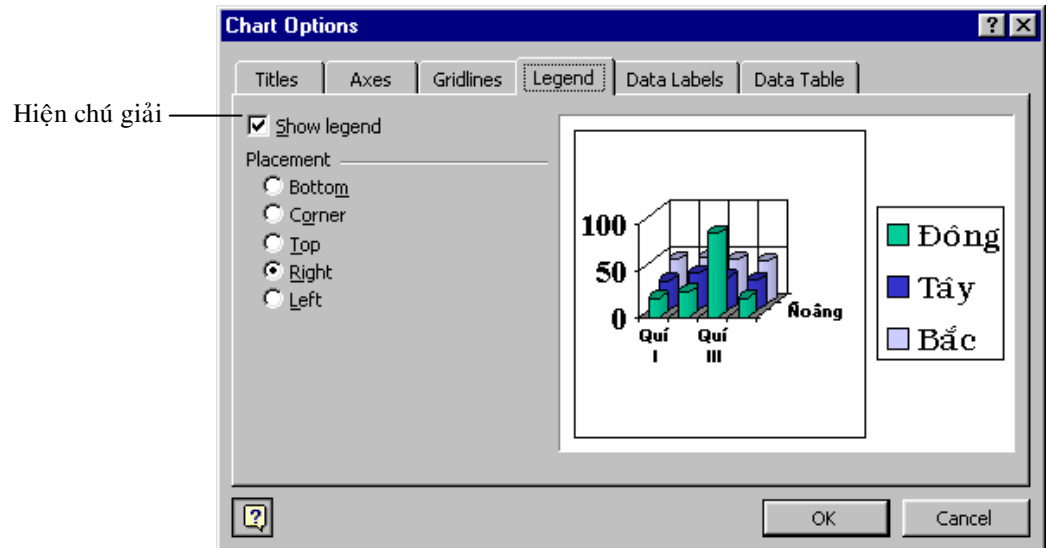 Chart Options
Titles Axes Gridlines Legend Data Labels Data Table
Hiện chú giải
Show legend
Placement
Bottom
Corner
Top
Right
Left
100
50
0
Quí I
Quí III
Ñoâng
Đông
Tây
Bắc
OK Cancel